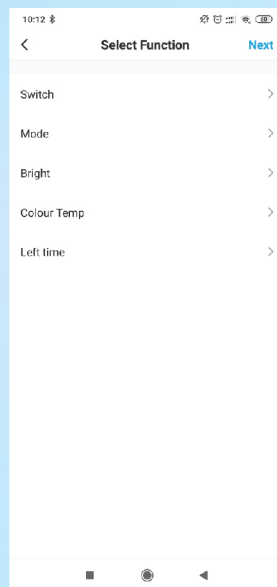 10:12
Select Function
Next
Switch
Mode
Bright
Colour Temp
Left time